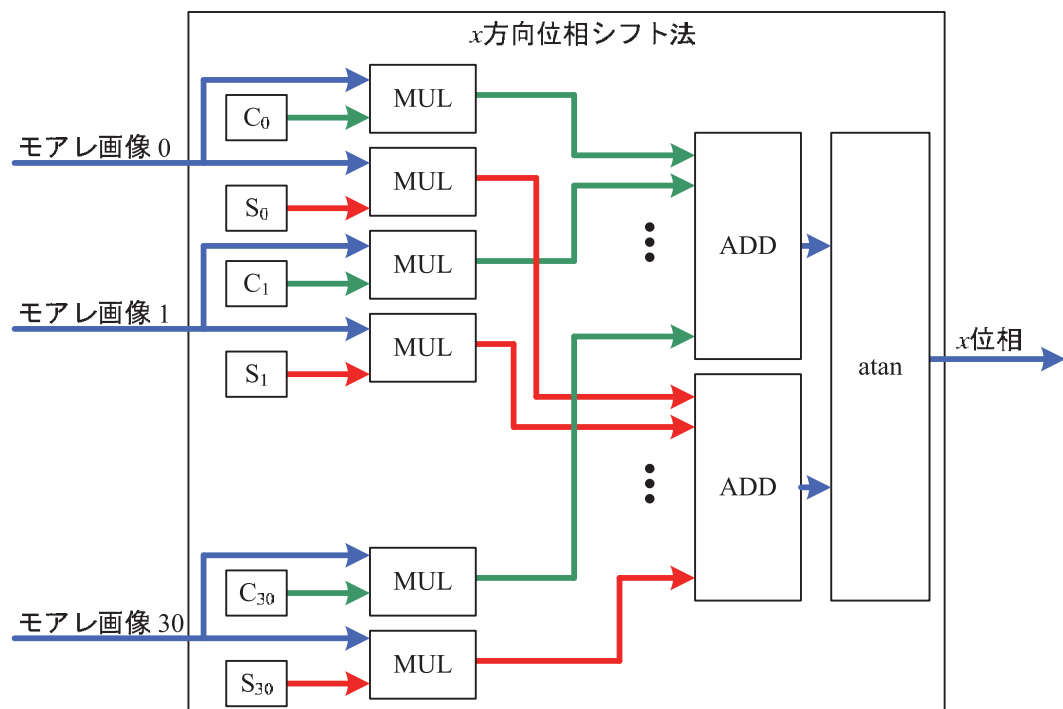 x方向位相シフト法
MUL
C0
モアレ画像 0
MUL
S0
MUL
C1
モアレ画像 1
MUL
S1
ADD
x位相
atan
ADD
MUL
C30
モアレ画像 30
MUL
S30